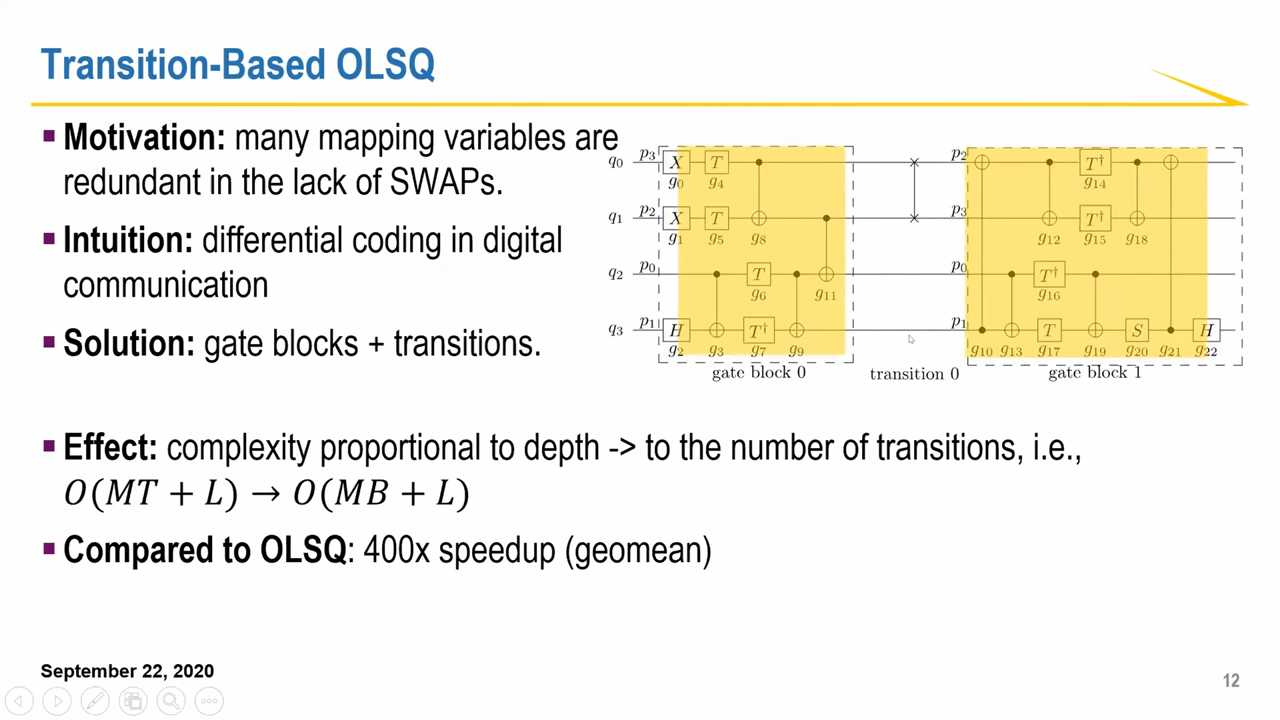 Transition-Based OLSQ
▪ Motivation: many mapping variables are
redundant in the lack of SWAPs.
▪ Intuition: differential coding in digital
communication
▪ Solution: gate blocks + transitions.
q0 p3 X T p2 T†
g0 g4 g14
q1 p2 X T p3 T†
g1 g5 g8 g12 g15 g18
q2 p0 T p0 T†
g6 g11 g16
q3 p1 H T† p1 T S H
g2 g3 g7 g9 g10 g13 g17 g19 g20 g21 g22
gate block 0 transition 0 gate block 1
▪ Effect: complexity proportional to depth -> to the number of transitions, i.e.,
O(MT + L) → O(MB + L)
▪ Compared to OLSQ: 400x speedup (geomean)
September 22, 2020
12